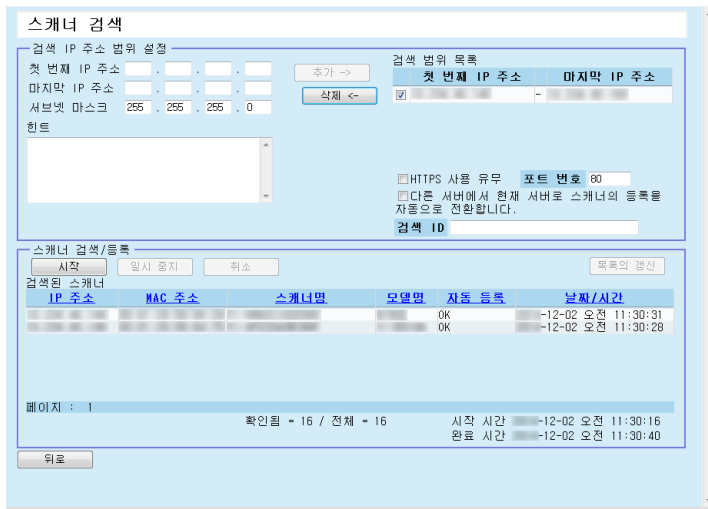 스캐너 검색
검색 IP 주소 범위 설정
첫 번째 IP 주소 . . .
마지막 IP 주소 . . .
서브넷 마스크 255 . 255 . 255 . 0
추가 ->
삭제 <-
힌트
검색 범위 목록
첫 번째 IP 주소 마지막 IP 주소
-
HTTPS 사용 유무 포트 번호 80
다른 서버에서 현재 서버로 스캐너의 등록을
자동으로 전환합니다.
검색 ID
스캐너 검색/등록
시작 일시 중지 취소 목록의 갱신
검색된 스캐너
IP 주소 MAC 주소 스캐너명 모델명 자동 등록 날짜/시간
OK -12-02 오전 11:30:31
OK -12-02 오전 11:30:28
페이지 : 1
확인됨 = 16 / 전체 = 16 시작 시간 -12-02 오전 11:30:16
완료 시간 -12-02 오전 11:30:40
뒤로